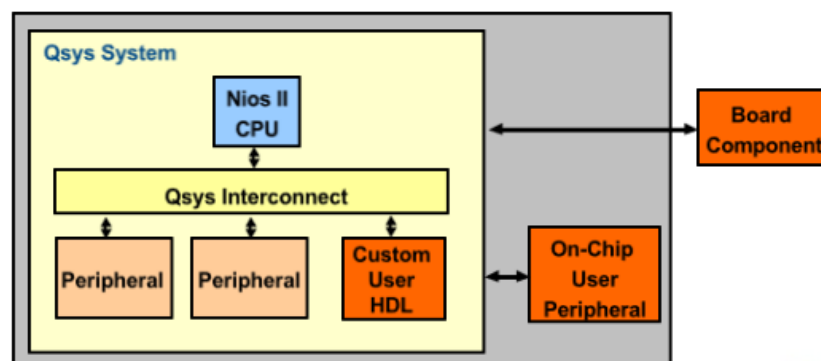 Qsys System
Nios II
CPU
Board
Component
Qsys Interconnect
Peripheral
Peripheral
Custom
User
HDL
On-Chip
User
Peripheral